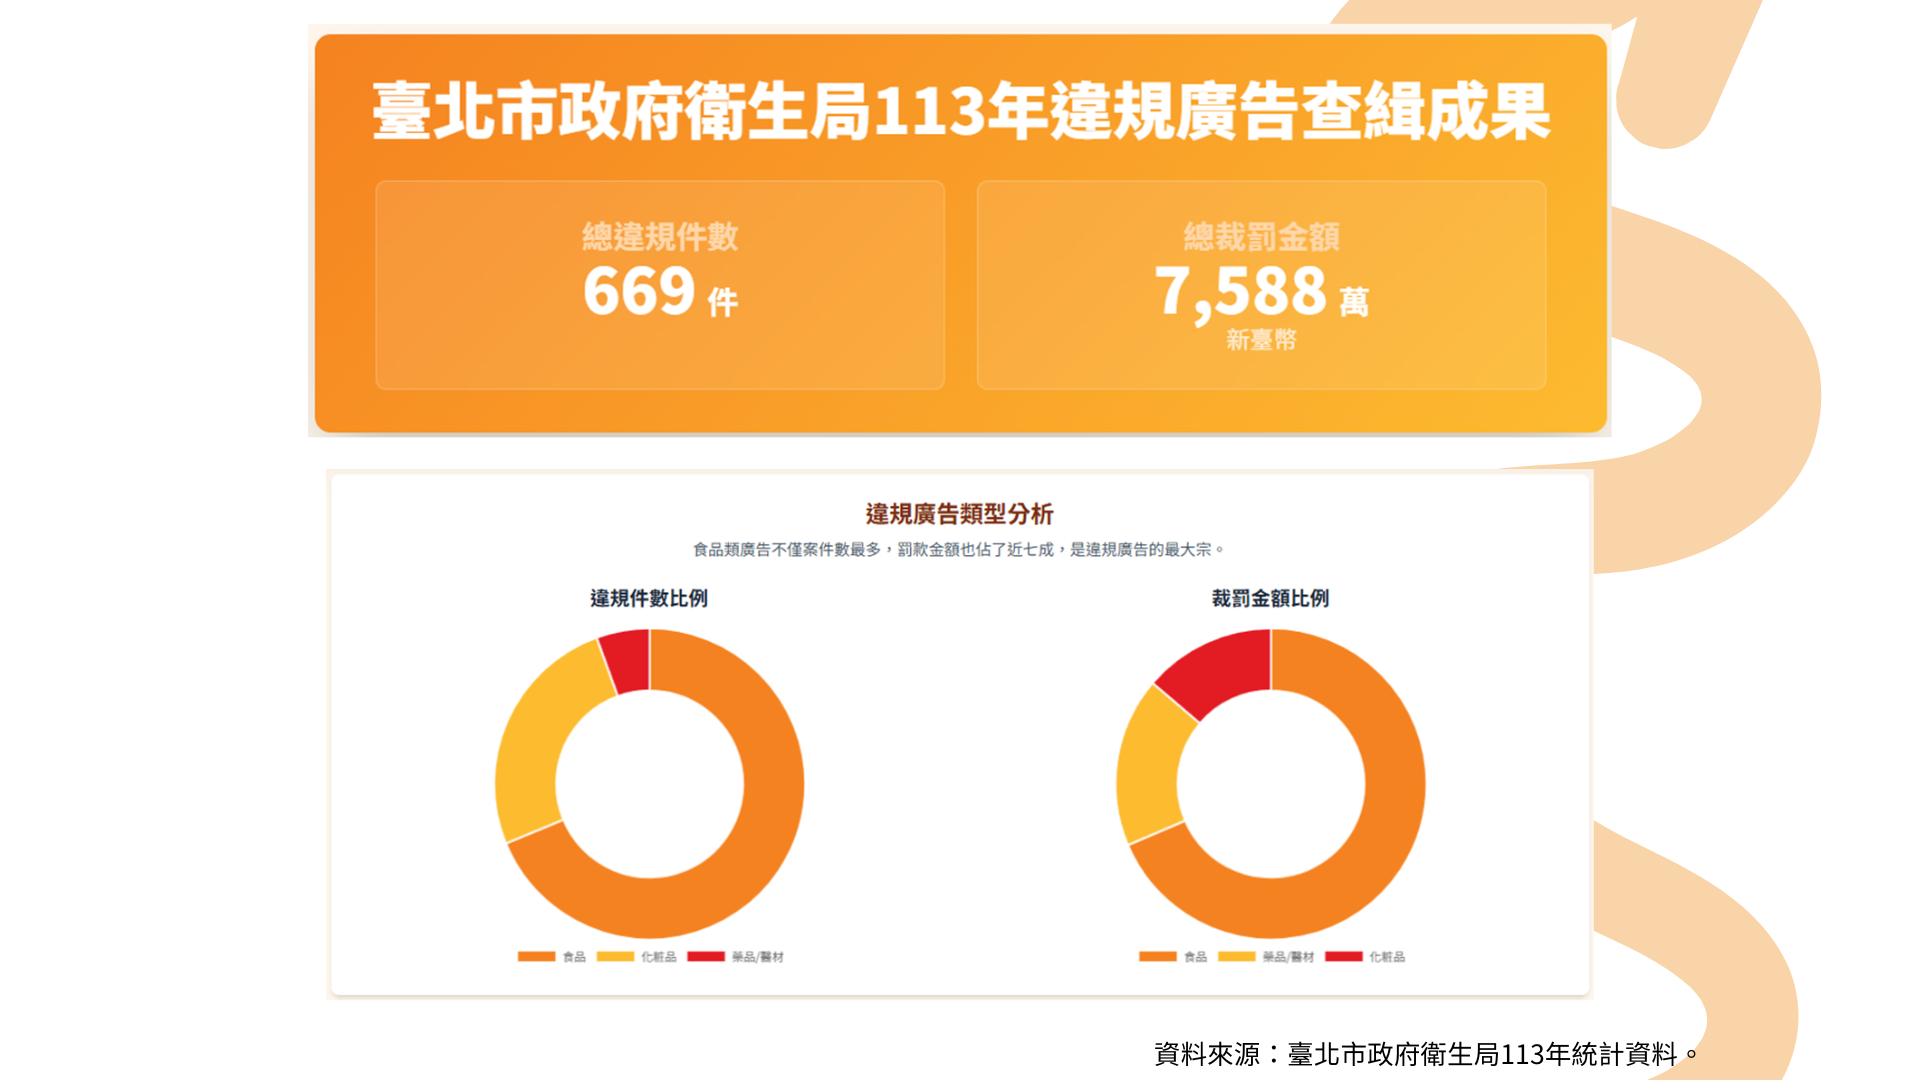 臺北市政府衛生局113年違規廣告查緝成果
總違規件數
669 件
總裁罰金額
7,588 萬
新臺幣
違規廣告類型分析
食品類廣告不僅案件數最多，罰款金額也佔了近七成，是違規廣告的最大宗。
違規件數比例
食品 化粧品 藥品/醫材
裁罰金額比例
食品 藥品/醫材 化粧品
資料來源：臺北市政府衛生局113年統計資料。